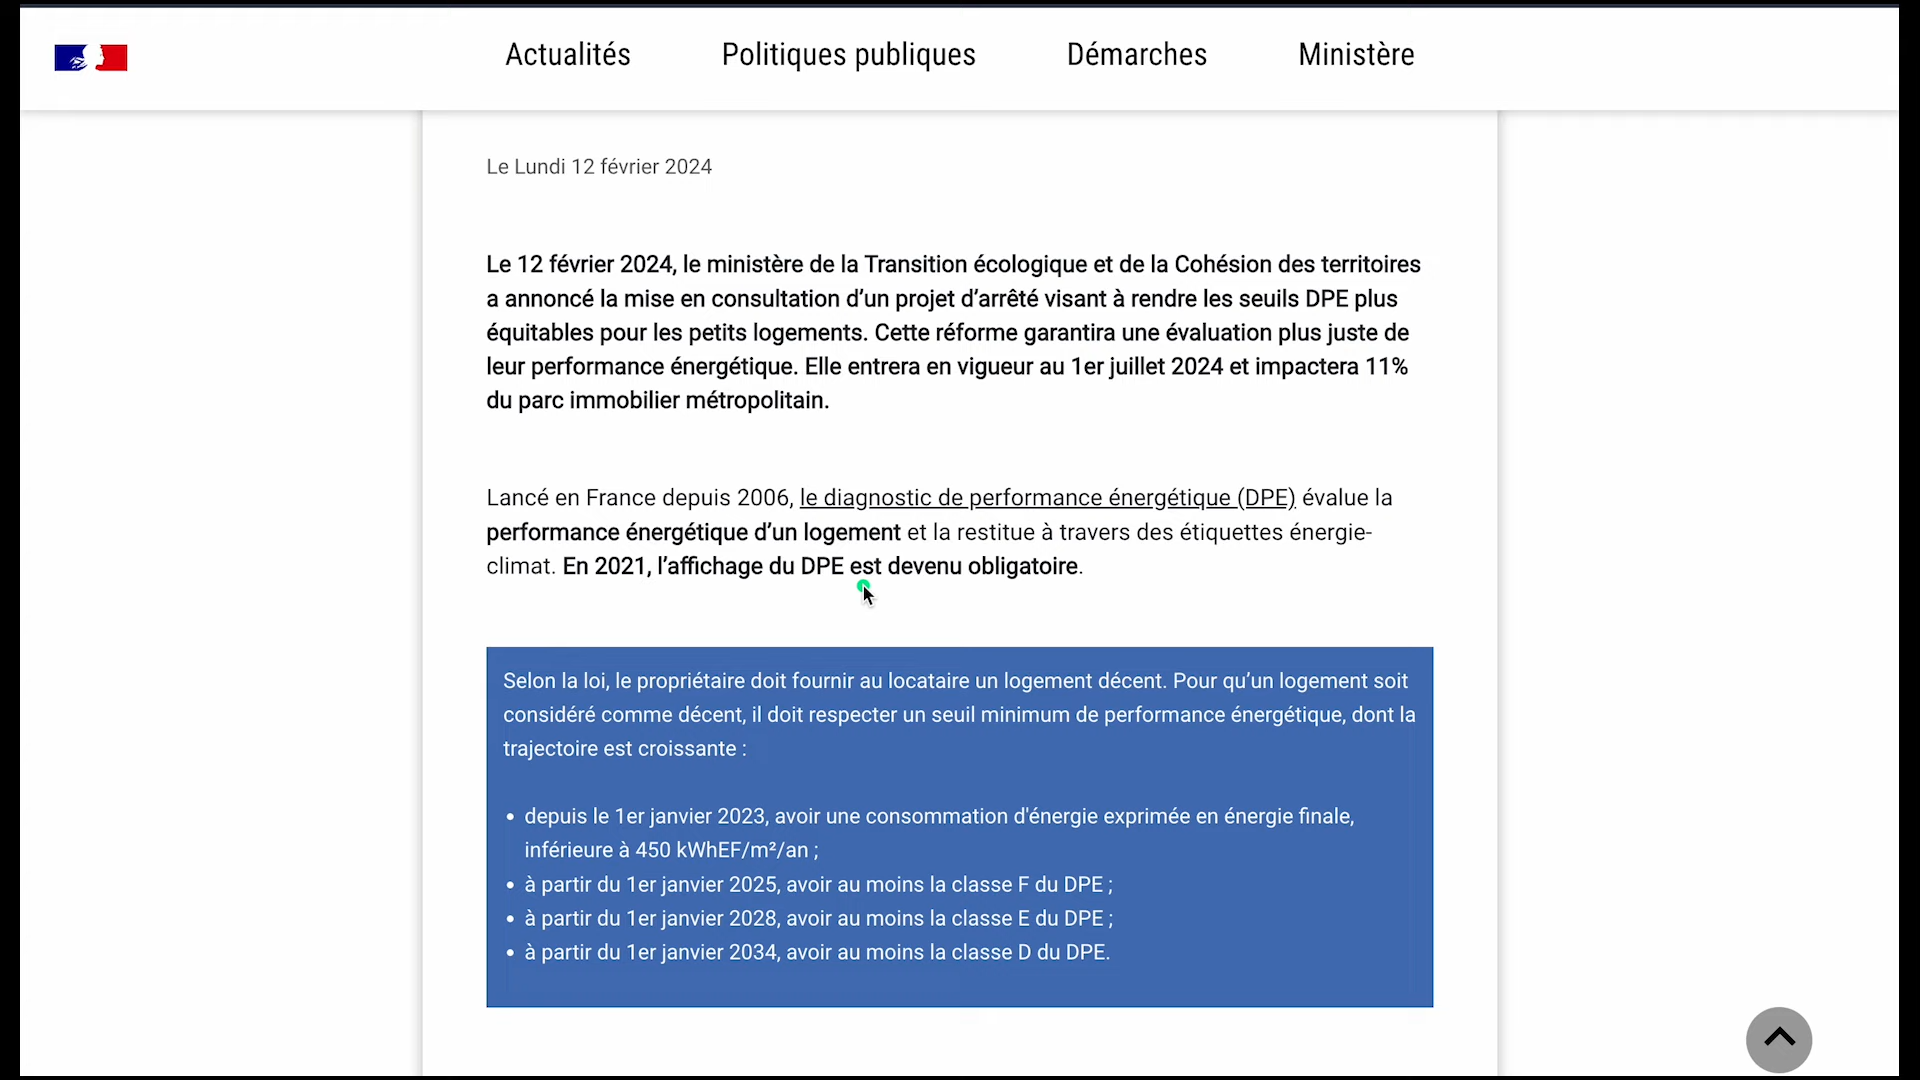 Actualités Politiques publiques Démarches Ministère
Le Lundi 12 février 2024
Le 12 février 2024, le ministère de la Transition écologique et de la Cohésion des territoires
a annoncé la mise en consultation d’un projet d’arrêté visant à rendre les seuils DPE plus
équitables pour les petits logements. Cette réforme garantira une évaluation plus juste de
leur performance énergétique. Elle entrera en vigueur au 1er juillet 2024 et impactera 11%
du parc immobilier métropolitain.
Lancé en France depuis 2006, le diagnostic de performance énergétique (DPE) évalue la
performance énergétique d’un logement et la restitue à travers des étiquettes énergie-
climat. En 2021, l’affichage du DPE est devenu obligatoire.
Selon la loi, le propriétaire doit fournir au locataire un logement décent. Pour qu’un logement soit
considéré comme décent, il doit respecter un seuil minimum de performance énergétique, dont la
trajectoire est croissante :
• depuis le 1er janvier 2023, avoir une consommation d'énergie exprimée en énergie finale,
inférieure à 450 kWhEF/m²/an ;
• à partir du 1er janvier 2025, avoir au moins la classe F du DPE ;
• à partir du 1er janvier 2028, avoir au moins la classe E du DPE ;
• à partir du 1er janvier 2034, avoir au moins la classe D du DPE.